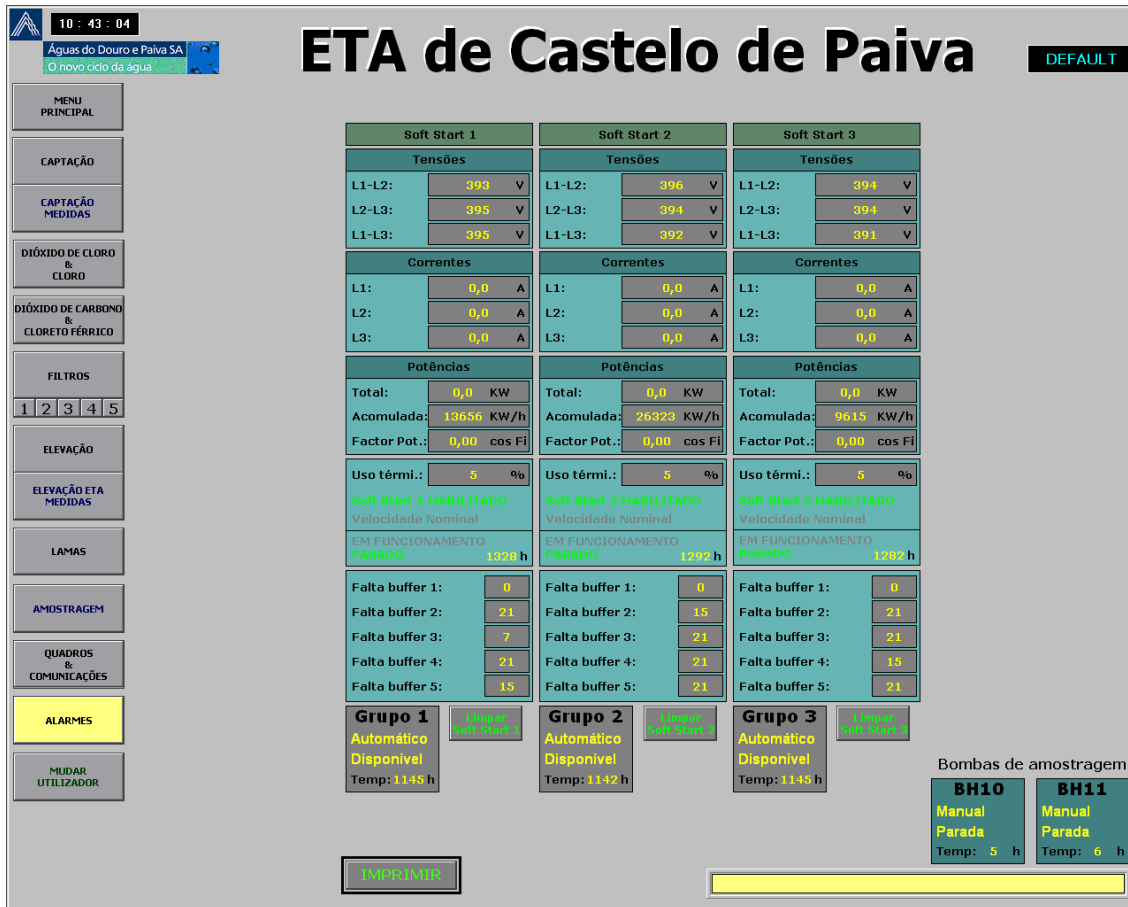 10 : 43 : 04
Águas do Douro e Paiva SA
O novo ciclo da água
ETA de Castelo de Paiva
DEFAULT
MENU
PRINCIPAL
CAPTAÇÃO
CAPTAÇÃO
MEDIDAS
DIÓXIDO DE CLORO
&
CLORO
DIÓXIDO DE CARBONO
&
CLORETO FÉRRICO
FILTROS
1 2 3 4 5
ELEVAÇÃO
ELEVAÇÃO ETA
MEDIDAS
LAMAS
AMOSTRAGEM
QUADROS
&
COMUNICAÇÕES
ALARMES
MUDAR
UTILIZADOR
Soft Start 1
Tensões
L1-L2: 393 V
L2-L3: 395 V
L1-L3: 395 V
Correntes
L1: 0,0 A
L2: 0,0 A
L3: 0,0 A
Potências
Total: 0,0 KW
Acomulada: 13656 KW/h
Factor Pot.: 0,00 cos Fi
Uso térmi.: 5 %
Soft Start 1 HABILITADO
Velocidade Nominal
EM FUNCIONAMENTO
PARADO 1328 h
Falta buffer 1: 0
Falta buffer 2: 21
Falta buffer 3: 7
Falta buffer 4: 21
Falta buffer 5: 15
Grupo 1
Automático
Disponível
Temp: 1145 h
Limpar
Soft Start 1
Soft Start 2
Tensões
L1-L2: 396 V
L2-L3: 394 V
L1-L3: 392 V
Correntes
L1: 0,0 A
L2: 0,0 A
L3: 0,0 A
Potências
Total: 0,0 KW
Acomulada: 26323 KW/h
Factor Pot.: 0,00 cos Fi
Uso térmi.: 5 %
Soft Start 2 HABILITADO
Velocidade Nominal
EM FUNCIONAMENTO
PARADO 1292 h
Falta buffer 1: 0
Falta buffer 2: 15
Falta buffer 3: 21
Falta buffer 4: 21
Falta buffer 5: 21
Grupo 2
Automático
Disponível
Temp: 1142 h
Limpar
Soft Start 2
Soft Start 3
Tensões
L1-L2: 394 V
L2-L3: 394 V
L1-L3: 391 V
Correntes
L1: 0,0 A
L2: 0,0 A
L3: 0,0 A
Potências
Total: 0,0 KW
Acomulada: 9615 KW/h
Factor Pot.: 0,00 cos Fi
Uso térmi.: 5 %
Soft Start 3 HABILITADO
Velocidade Nominal
EM FUNCIONAMENTO
PARADO 1282 h
Falta buffer 1: 0
Falta buffer 2: 21
Falta buffer 3: 21
Falta buffer 4: 15
Falta buffer 5: 21
Grupo 3
Automático
Disponível
Temp: 1145 h
Limpar
Soft Start 3
Bombas de amostragem
BH10
Manual
Parada
Temp: 5 h
BH11
Manual
Parada
Temp: 6 h
IMPRIMIR